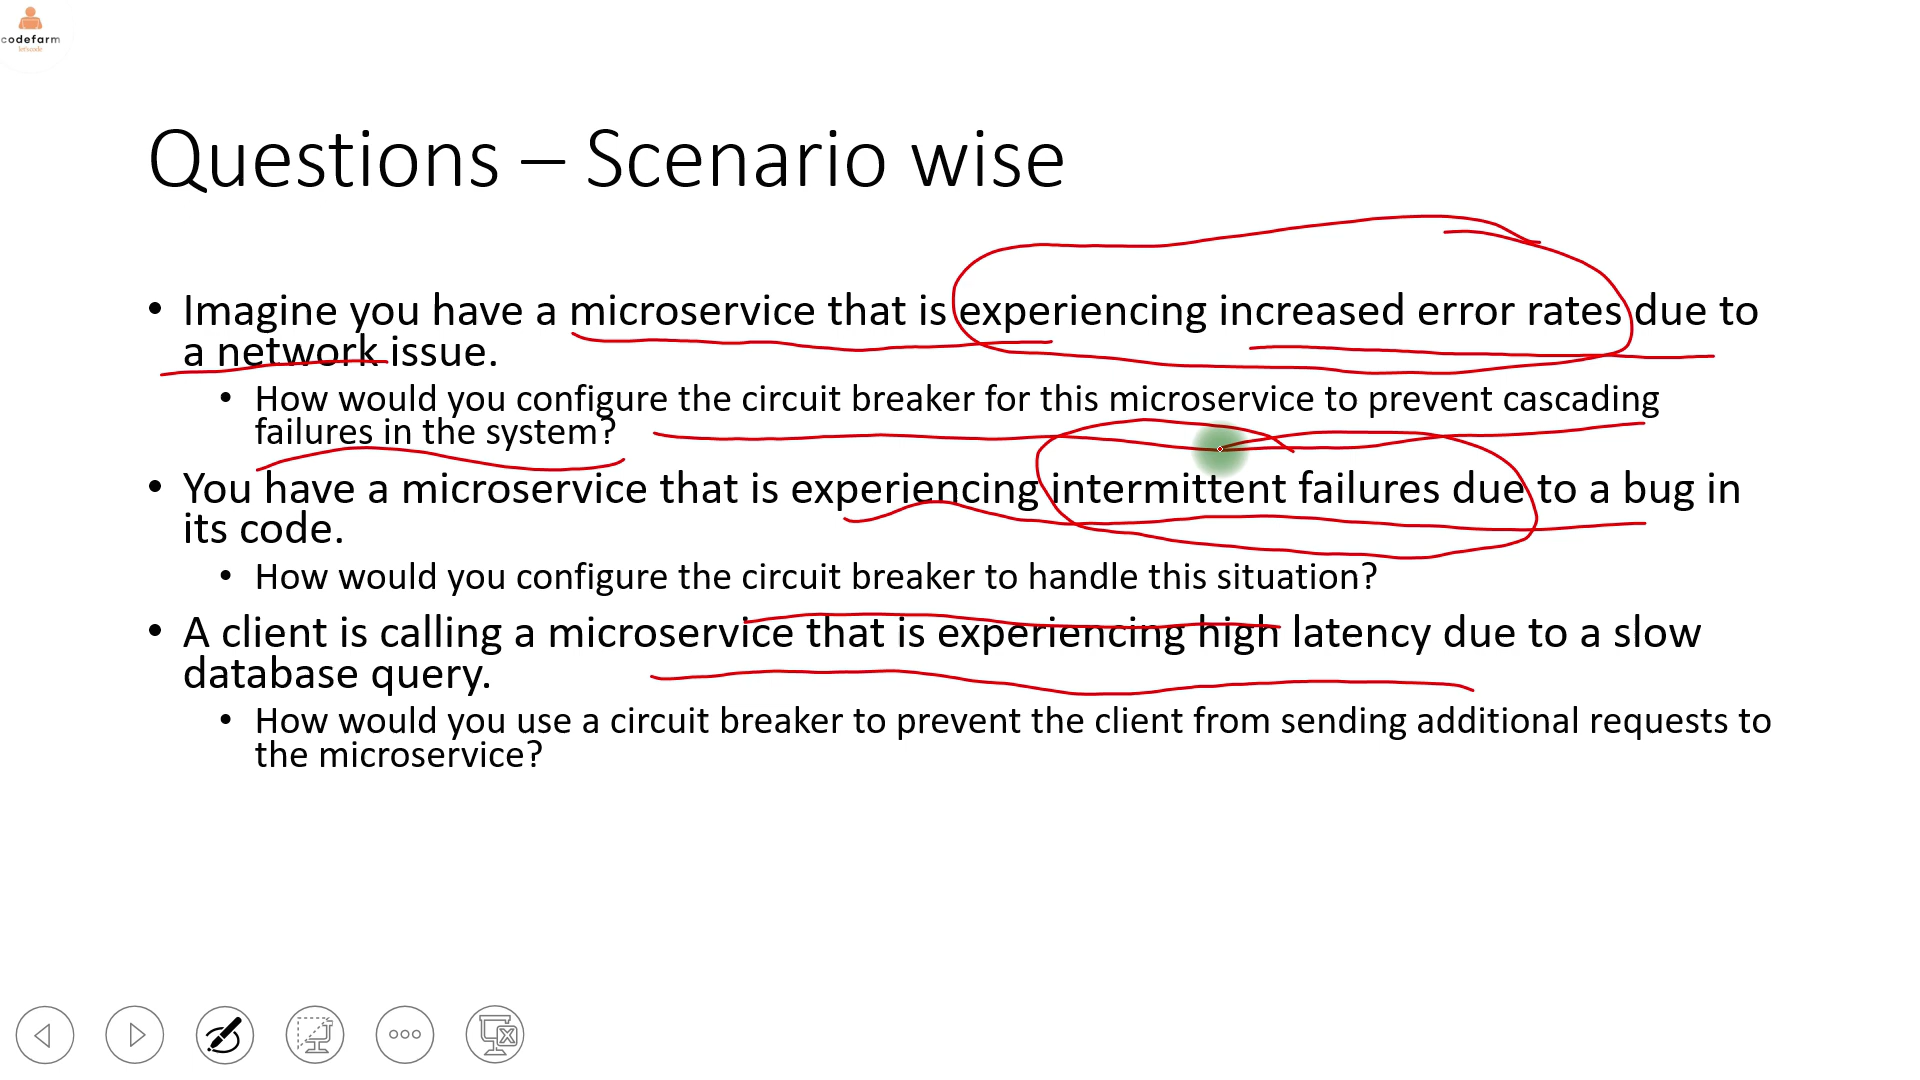 codefarm
let'scode
Questions – Scenario wise
• Imagine you have a microservice that is experiencing increased error rates due to
a network issue.
• How would you configure the circuit breaker for this microservice to prevent cascading
failures in the system?
• You have a microservice that is experiencing intermittent failures due to a bug in
its code.
• How would you configure the circuit breaker to handle this situation?
• A client is calling a microservice that is experiencing high latency due to a slow
database query.
• How would you use a circuit breaker to prevent the client from sending additional requests to
the microservice?